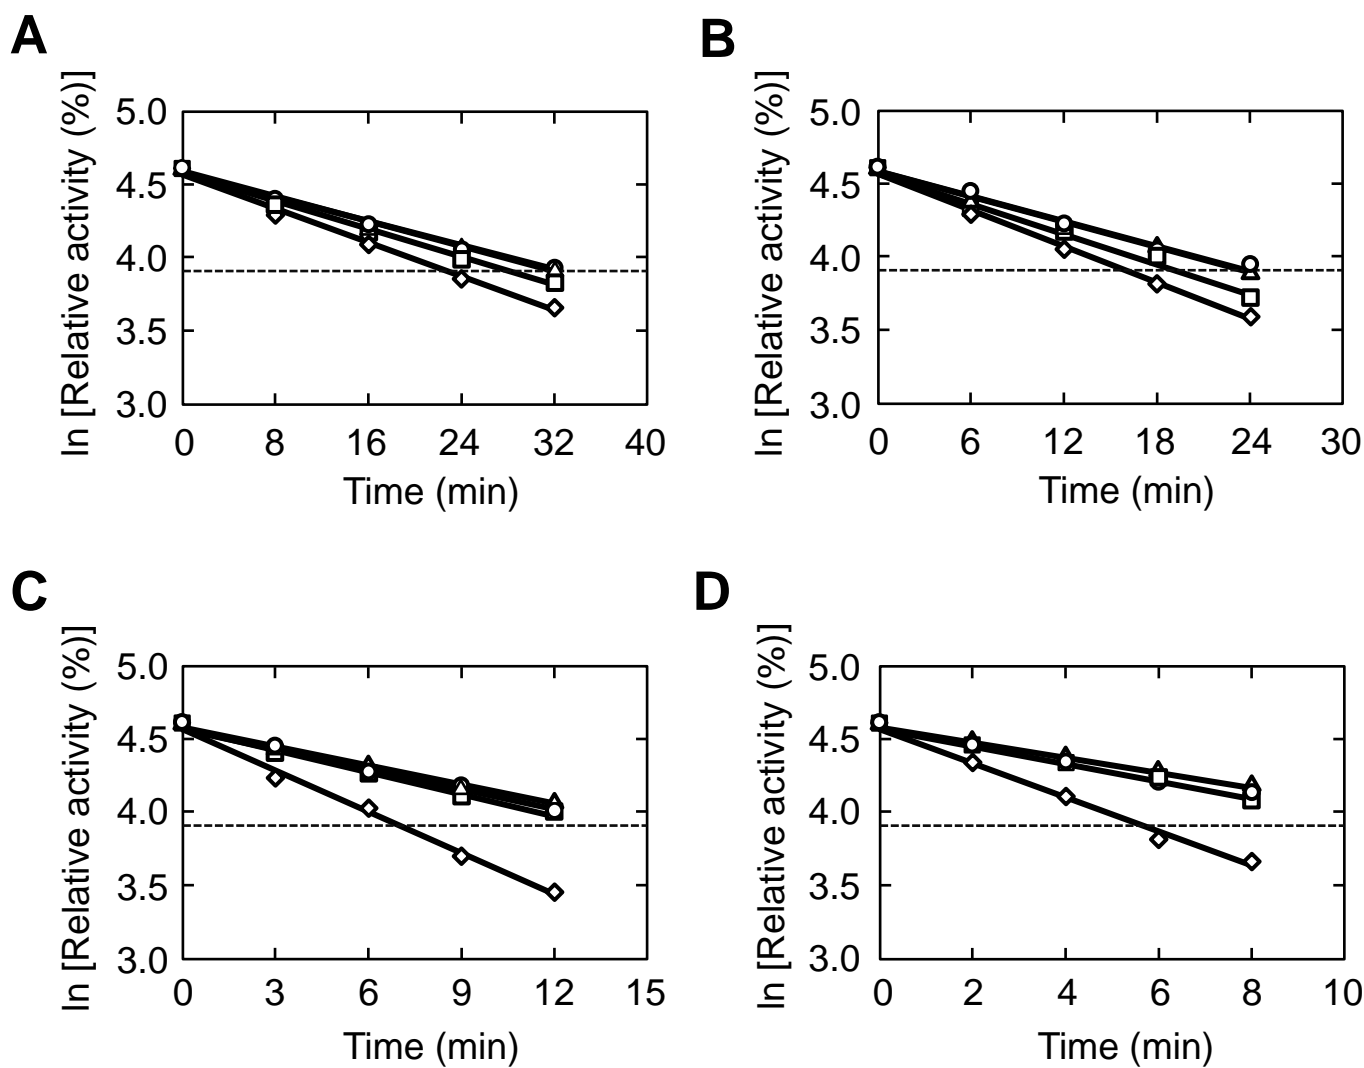 A
ln [Relative activity (%)]
5.0
4.5
4.0
3.5
3.0
0 8 16 24 32 40
Time (min)
B
ln [Relative activity (%)]
5.0
4.5
4.0
3.5
3.0
0 6 12 18 24 30
Time (min)
C
ln [Relative activity (%)]
5.0
4.5
4.0
3.5
3.0
0 3 6 9 12 15
Time (min)
D
ln [Relative activity (%)]
5.0
4.5
4.0
3.5
3.0
0 2 4 6 8 10
Time (min)